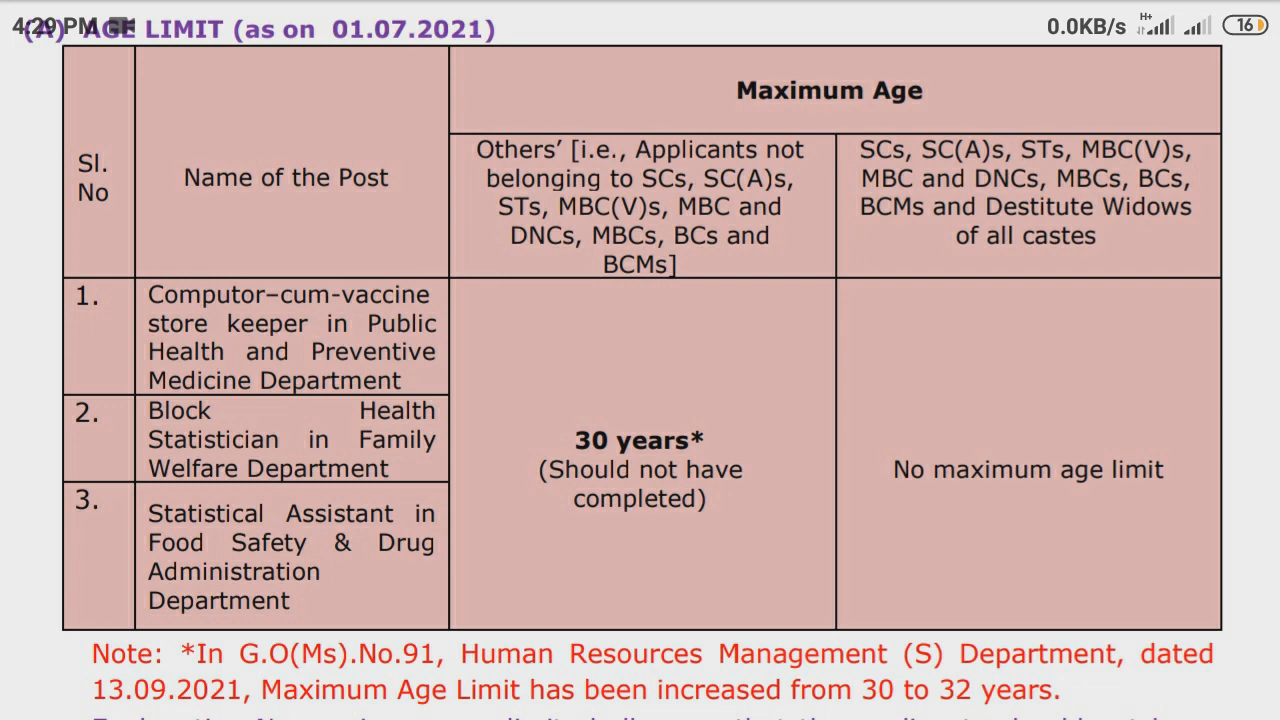 4:29 PM
0.0KB/s H+ 16
(A) AGE LIMIT (as on 01.07.2021)
Sl. No
Name of the Post
Maximum Age
Others’ [i.e., Applicants not
belonging to SCs, SC(A)s,
STs, MBC(V)s, MBC and
DNCs, MBCs, BCs and
BCMs]
SCs, SC(A)s, STs, MBC(V)s,
MBC and DNCs, MBCs, BCs,
BCMs and Destitute Widows
of all castes
1.
Computor–cum-vaccine
store keeper in Public
Health and Preventive
Medicine Department
2.
Block Health
Statistician in Family
Welfare Department
3.
Statistical Assistant in
Food Safety & Drug
Administration
Department
30 years*
(Should not have
completed)
No maximum age limit
Note: *In G.O(Ms).No.91, Human Resources Management (S) Department, dated
13.09.2021, Maximum Age Limit has been increased from 30 to 32 years.